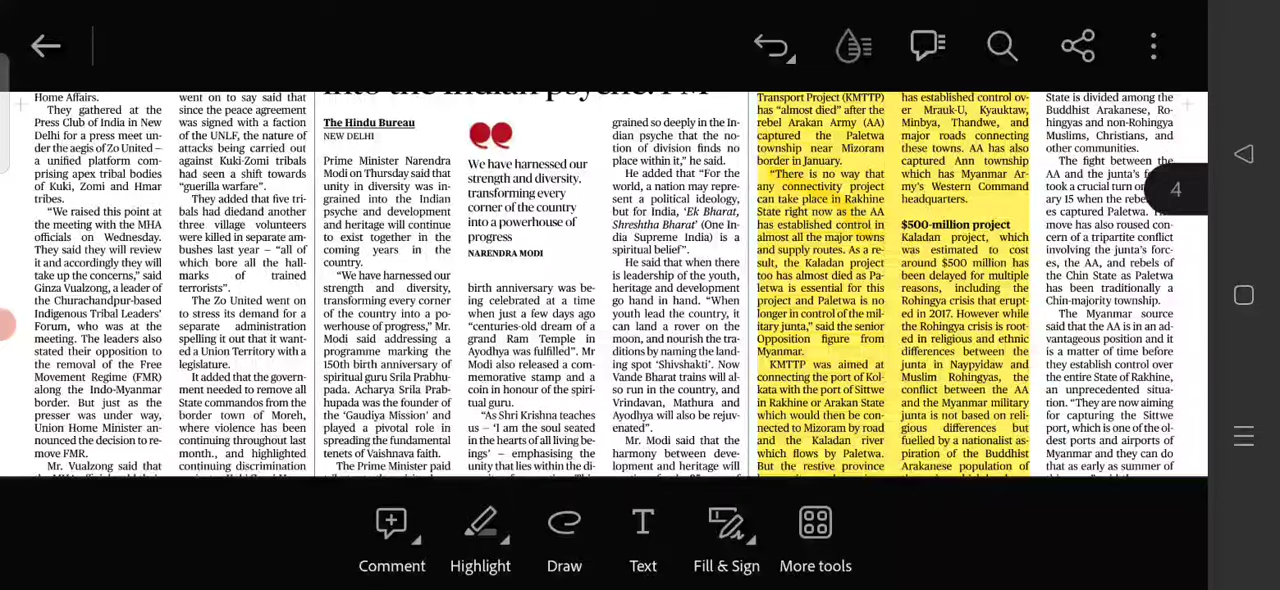 Home Affairs.
They gathered at the
Press Club of India in New
Delhi for a press meet un-
der the aegis of Zo United –
a unified platform com-
prising apex tribal bodies
of Kuki, Zomi and Hmar
tribes.
“We raised this point at
the meeting with the MHA
officials on Wednesday.
They said they will review
it and accordingly they will
take up the concerns,” said
Ginza Vualzong, a leader of
the Churachandpur-based
Indigenous Tribal Leaders’
Forum, who was at the
meeting. The leaders also
stated their opposition to
the removal of the Free
Movement Regime (FMR)
along the Indo-Myanmar
border. But just as the
presser was under way,
Union Home Minister an-
nounced the decision to re-
move FMR.
Mr. Vualzong said that
went on to say said that
since the peace agreement
was signed with a faction
of the UNLF, the nature of
attacks being carried out
against Kuki-Zomi tribals
had seen a shift towards
“guerilla warfare”.
They added that five tri-
bals had diedand another
three village volunteers
were killed in separate am-
bushes last year – “all of
which bore all the hall-
marks of trained
terrorists”.
The Zo United went on
to stress its demand for a
separate administration
spelling it out that it want-
ed a Union Territory with a
legislature.
It added that the govern-
ment needed to remove all
State commandos from the
border town of Moreh,
where violence has been
continuing throughout last
month., and highlighted
continuing discrimination
into the Indian psyche: PM
The Hindu Bureau
NEW DELHI
Prime Minister Narendra
Modi on Thursday said that
unity in diversity was in-
grained into the Indian
psyche and development
and heritage will continue
to exist together in the
coming years in the
country.
“We have harnessed our
strength and diversity,
transforming every corner
of the country into a po-
werhouse of progress,” Mr.
Modi said addressing a
programme marking the
150th birth anniversary of
spiritual guru Srila Prabhu-
pada. Acharya Srila Prab-
hupada was the founder of
the ‘Gaudiya Mission’ and
played a pivotal role in
spreading the fundamental
tenets of Vaishnava faith.
The Prime Minister paid
We have harnessed our
strength and diversity,
transforming every
corner of the country
into a powerhouse of
progress
NARENDRA MODI
birth anniversary was be-
ing celebrated at a time
when just a few days ago
“centuries-old dream of a
grand Ram Temple in
Ayodhya was fulfilled”. Mr
Modi also released a com-
memorative stamp and a
coin in honour of the spirit-
ual guru.
“As Shri Krishna teaches
us – ‘I am the soul seated
in the hearts of all living be-
ings’ – emphasising the
unity that lies within the di-
grained so deeply in the In-
dian psyche that the no-
tion of division finds no
place within it,” he said.
He added that “For the
world, a nation may repre-
sent a political ideology,
but for India, ‘Ek Bharat,
Shreshtha Bharat’ (One In-
dia Supreme India) is a
spiritual belief”.
He said that when there
is leadership of the youth,
heritage and development
go hand in hand. “When
youth lead the country, it
can land a rover on the
moon, and nourish the tra-
ditions by naming the land-
ing spot ‘Shivshakti’. Now
Vande Bharat trains will al-
so run in the country, and
Vrindavan, Mathura and
Ayodhya will also be rejuv-
enated”.
Mr. Modi said that the
harmony between deve-
lopment and heritage will
Transport Project (KMTTP)
has “almost died” after the
rebel Arakan Army (AA)
captured the Paletwa
township near Mizoram
border in January.
“There is no way that
any connectivity project
can take place in Rakhine
State right now as the AA
has established control in
almost all the major towns
and supply routes. As a re-
sult, the Kaladan project
too has almost died as Pa-
letwa is essential for this
project and Paletwa is no
longer in control of the mil-
itary junta,” said the senior
Opposition figure from
Myanmar.
KMTTP was aimed at
connecting the port of Kol-
kata with the port of Sittwe
in Rakhine or Arakan State
which would then be con-
nected to Mizoram by road
and the Kaladan river
which flows by Paletwa.
But the restive province
has established control ov-
er Mrauk-U, Kyauktaw,
Minbya, Thandwe, and
major roads connecting
these towns. AA has also
captured Ann township
which has Myanmar Ar-
my’s Western Command
headquarters.
$500-million project
Kaladan project, which
was estimated to cost
around $500 million has
been delayed for multiple
reasons, including the
Rohingya crisis that erupt-
ed in 2017. However while
the Rohingya crisis is root-
ed in religious and ethnic
differences between the
junta in Naypyidaw and
Muslim Rohingyas, the
conflict between the AA
and the Myanmar military
junta is not based on reli-
gious differences but
fuelled by a nationalist as-
piration of the Buddhist
Arakanese population of
State is divided among the
Buddhist Arakanese, Ro-
hingyas and non-Rohingya
Muslims, Christians, and
other communities.
The fight between the
AA and the junta’s
took a crucial turn on
ary 15 when the
es captured Paletwa.
move has also roused con-
cern of a tripartite conflict
involving the junta’s forc-
es, the AA, and rebels of
the Chin State as Paletwa
has been traditionally a
Chin-majority township.
The Myanmar source
said that the AA is in an ad-
vantageous position and it
is a matter of time before
they establish control over
the entire State of Rakhine,
an unprecedented situa-
tion. “They are now aiming
for capturing the Sittwe
port, which is one of the ol-
dest ports and airports of
Myanmar and they can do
that as early as summer of
4
Comment
Highlight
Draw
Text
Fill & Sign
More tools